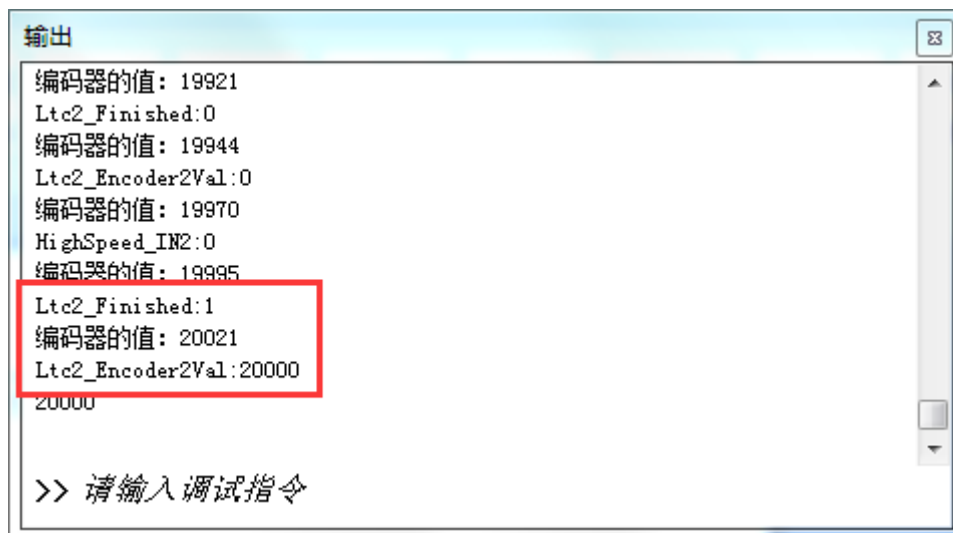 输出
编码器的值：19921
Ltc2_Finished:0
编码器的值：19944
Ltc2_Encoder2Val:0
编码器的值：19970
HighSpeed_IN2:0
编码器的值：19995
Ltc2_Finished:1
编码器的值：20021
Ltc2_Encoder2Val:20000
20000
>> 请输入调试指令